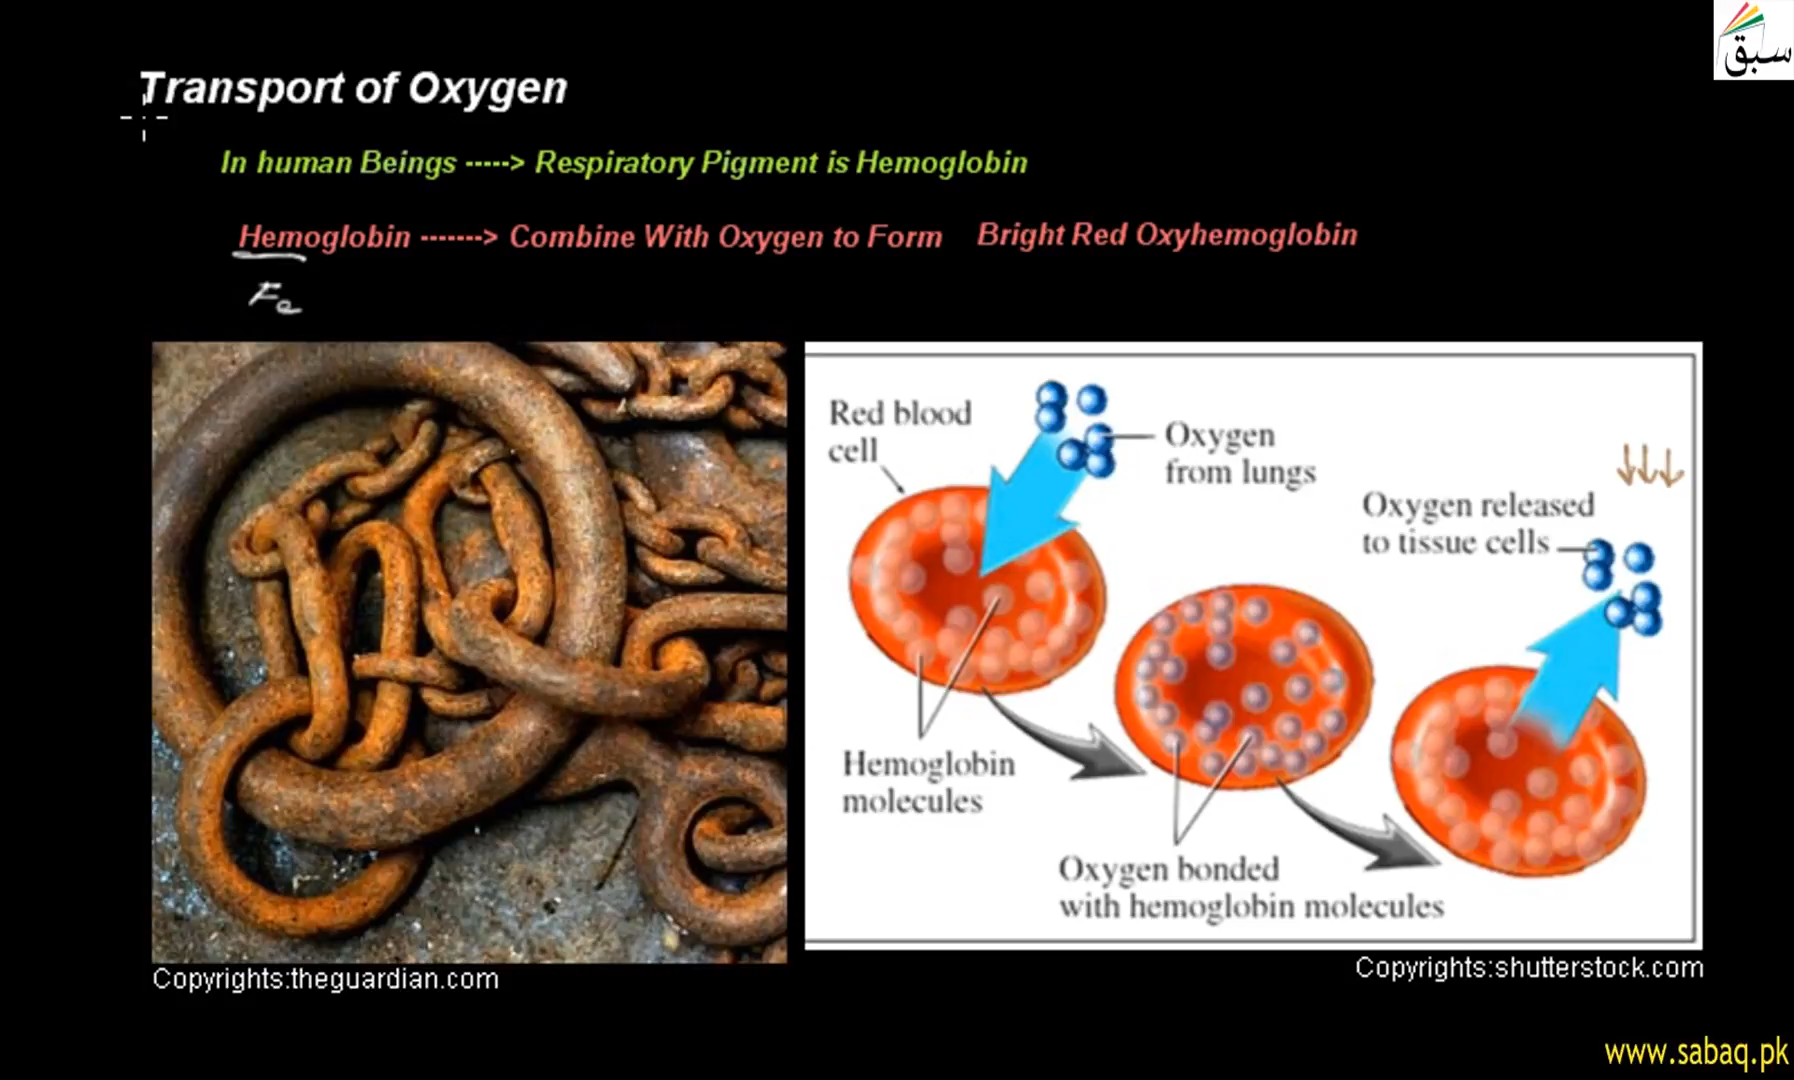 سبق
Transport of Oxygen
In human Beings -----> Respiratory Pigment is Hemoglobin
Hemoglobin -------> Combine With Oxygen to Form Bright Red Oxyhemoglobin
Fe
Red blood
cell
Oxygen
from lungs
Oxygen released
to tissue cells
Hemoglobin
molecules
Oxygen bonded
with hemoglobin molecules
Copyrights:theguardian.com
Copyrights:shutterstock.com
www.sabaq.pk